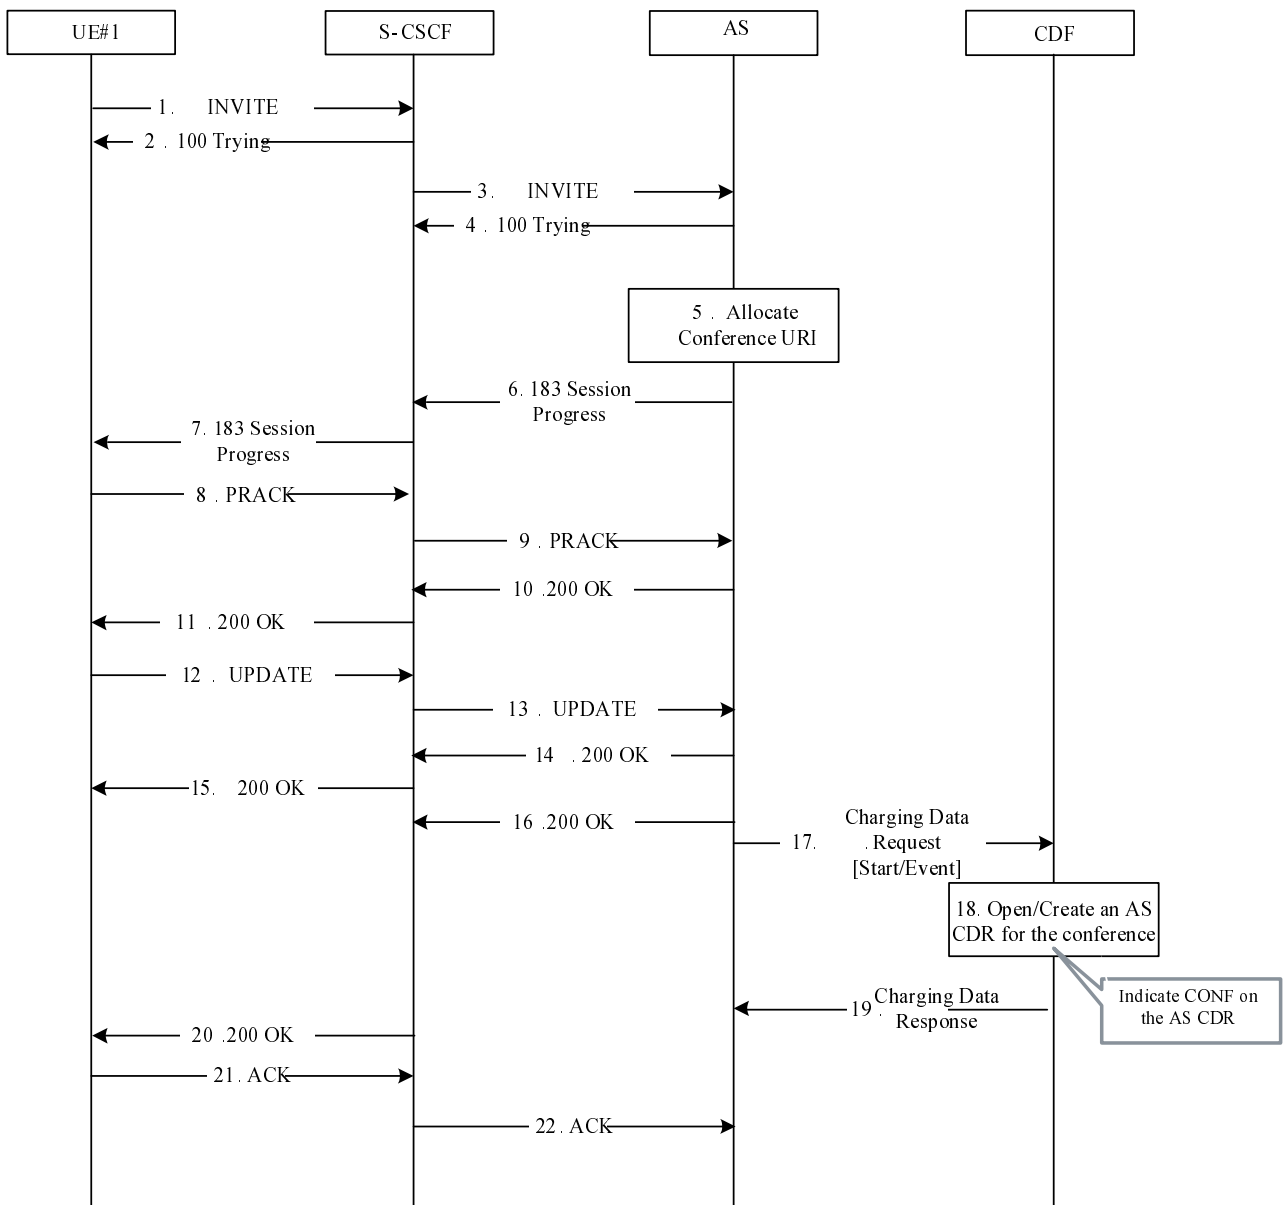 UE#1
S-CSCF
AS
CDF
1. INVITE
2 . 100 Trying
3. INVITE
4 . 100 Trying
5 . Allocate
Conference URI
6. 183 Session
Progress
7. 183 Session
Progress
8 . PRACK
9 . PRACK
10 .200 OK
11 . 200 OK
12 . UPDATE
13 . UPDATE
14 . 200 OK
15. 200 OK
16 .200 OK
Charging Data
17. . Request
[Start/Event]
18. Open/Create an AS
CDR for the conference
Indicate CONF on
the AS CDR
Charging Data
19 .
Response
20 .200 OK
21. ACK
22. ACK